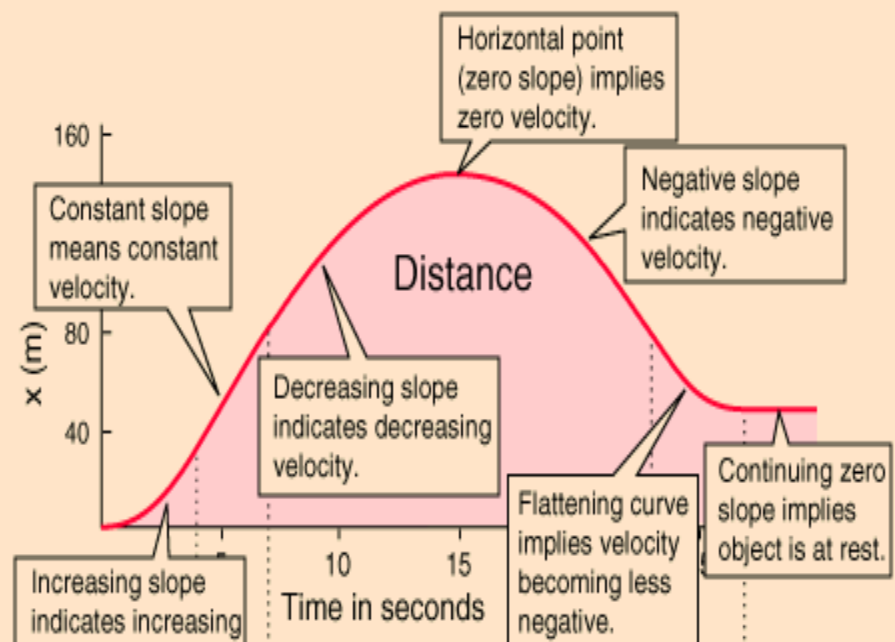 Horizontal point
(zero slope) implies
zero velocity.
160
Constant slope
means constant
velocity.
Negative slope
indicates negative
velocity.
Distance
x (m)
80
Decreasing slope
indicates decreasing
velocity.
40
Flattening curve
implies velocity
becoming less
negative.
Continuing zero
slope implies
object is at rest.
10
15
Increasing slope
indicates increasing
Time in seconds